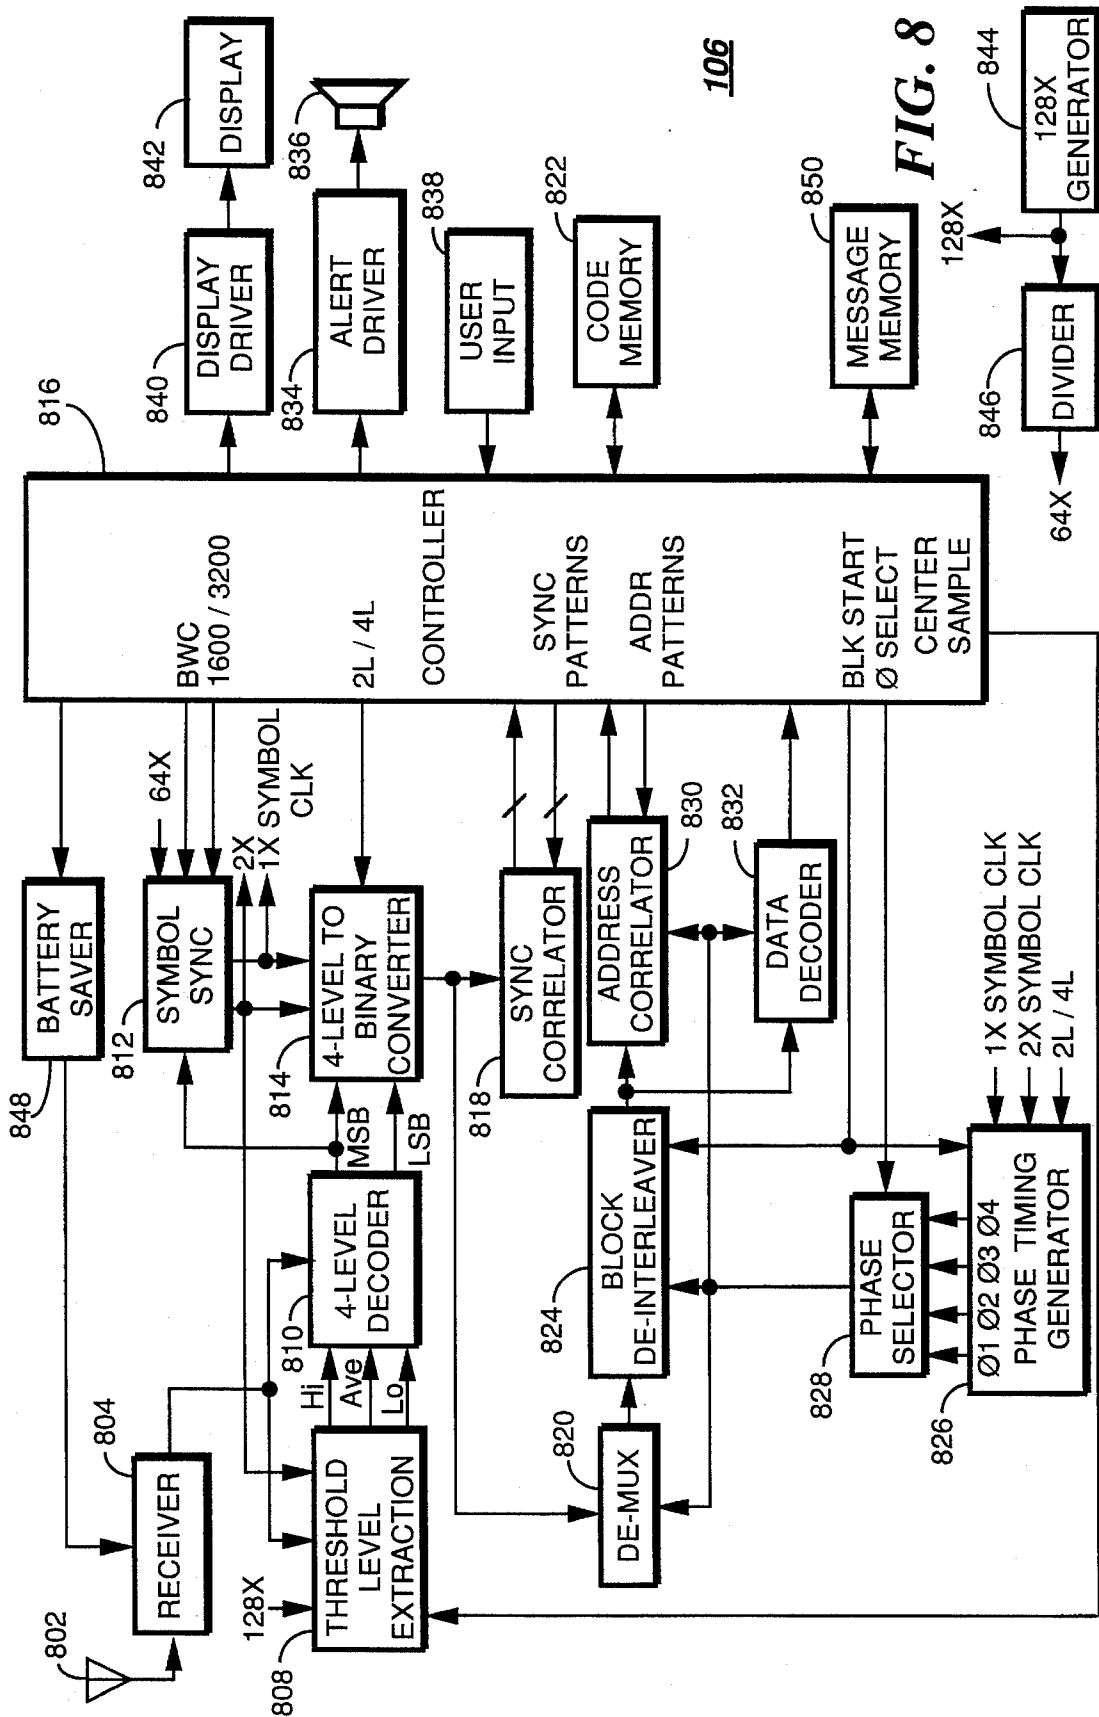 802
804
RECEIVER
848
BATTERY
SAVER
812
SYMBOL
SYNC
64X
2X
1X SYMBOL
CLK
128X
808
THRESHOLD
LEVEL
EXTRACTION
Hi
Ave
Lo
810
4-LEVEL
DECODER
MSB
LSB
814
4-LEVEL TO
BINARY
CONVERTER
818
SYNC
CORRELATOR
820
DE-MUX
824
BLOCK
DE-INTERLEAVER
830
ADDRESS
CORRELATOR
832
DATA
DECODER
828
PHASE
SELECTOR
826
Ø1 Ø2 Ø3 Ø4
PHASE TIMING
GENERATOR
1X SYMBOL CLK
2X SYMBOL CLK
2L / 4L
816
BWC
1600 / 3200
2L / 4L
CONTROLLER
SYNC
PATTERNS
ADDR
PATTERNS
BLK START
Ø SELECT
CENTER
SAMPLE
840
DISPLAY
DRIVER
842
DISPLAY
834
ALERT
DRIVER
836
838
USER
INPUT
822
CODE
MEMORY
850
MESSAGE
MEMORY
106
FIG. 8
64X
846
DIVIDER
128X
844
128X
GENERATOR